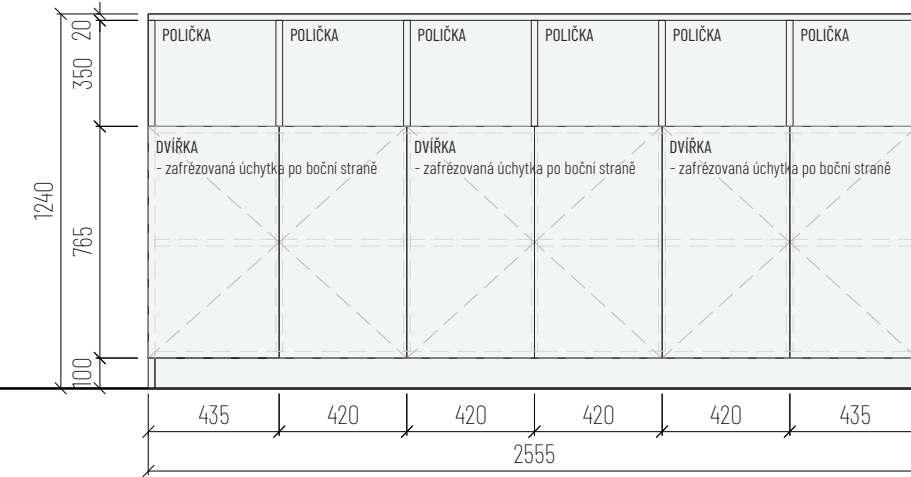 POLIČKA POLIČKA POLIČKA POLIČKA POLIČKA POLIČKA
DVÍŘKA DVÍŘKA DVÍŘKA
- zafrézovaná úchytka po boční straně - zafrézovaná úchytka po boční straně - zafrézovaná úchytka po boční straně
20
350
1240
765
100
435 420 420 420 420 435
2555